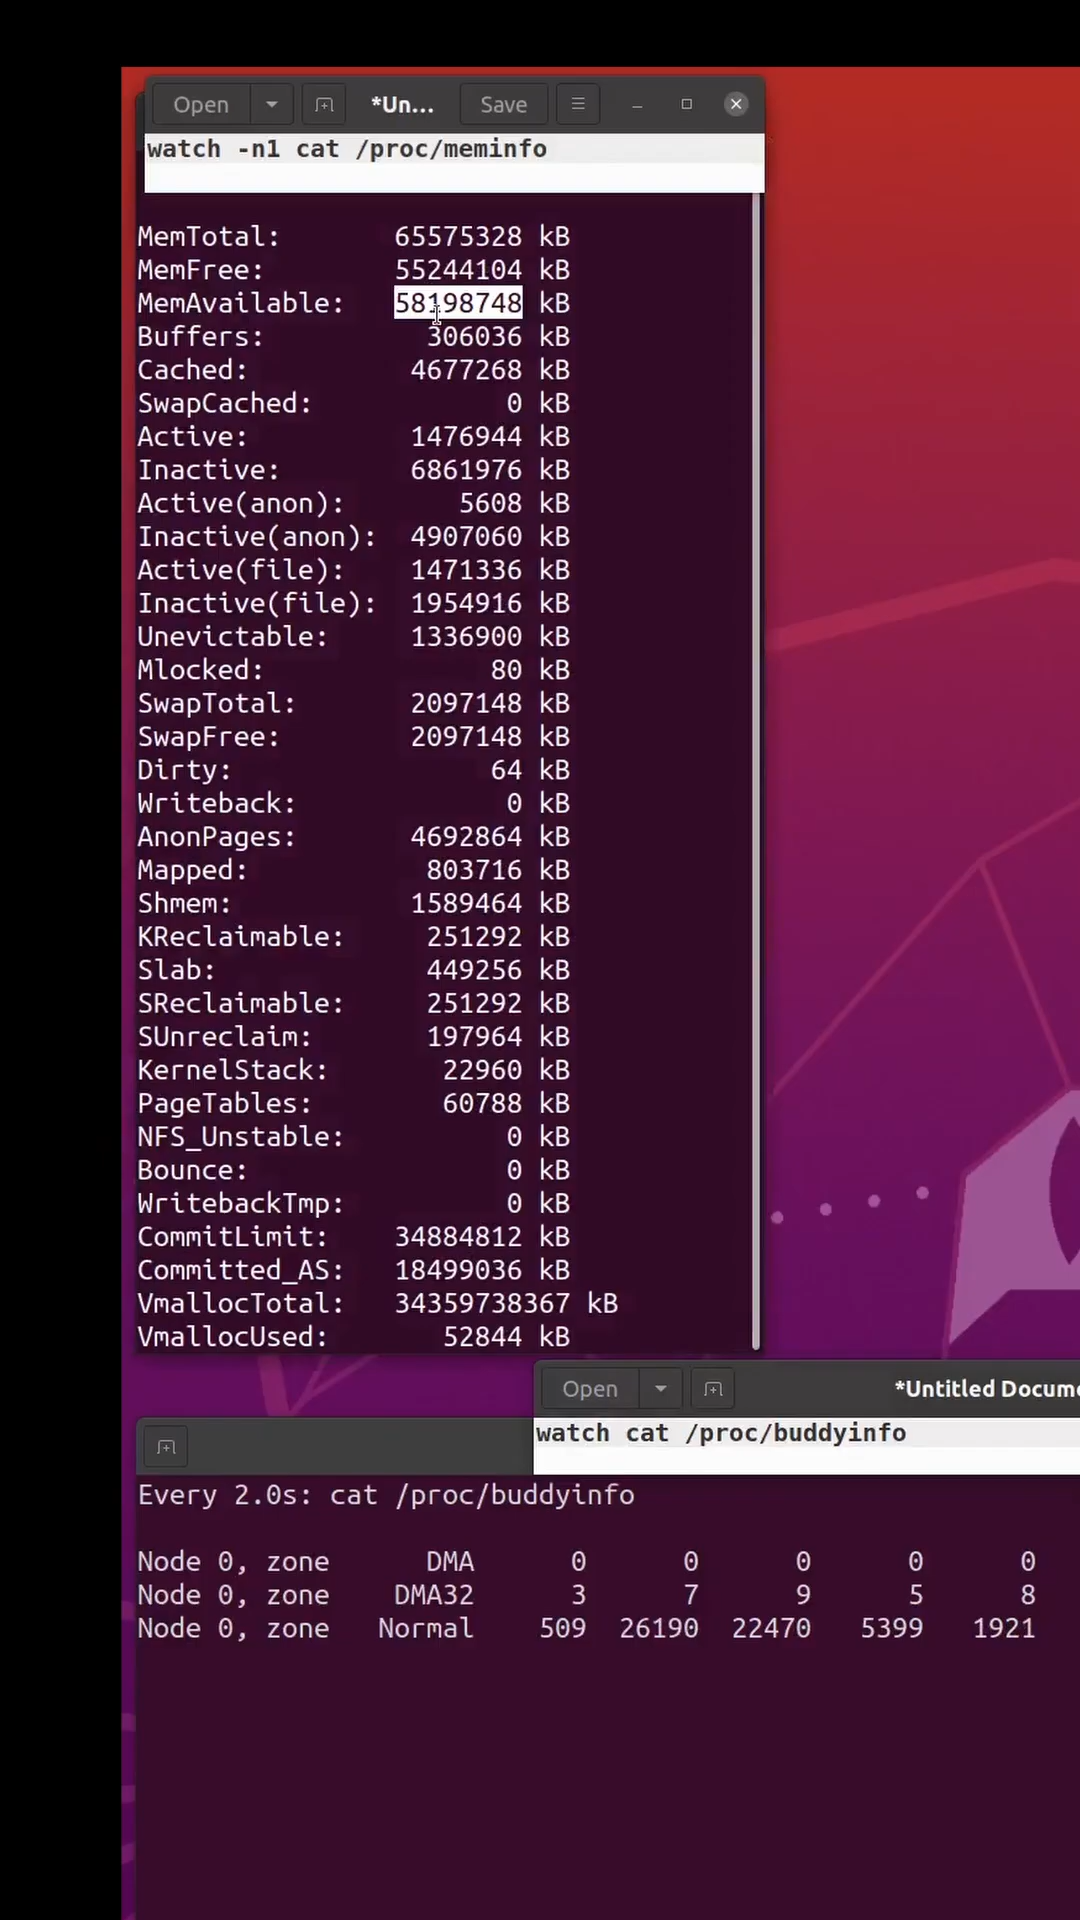 Open *Un... Save
watch -n1 cat /proc/meminfo
MemTotal: 65575328 kB
MemFree: 55244104 kB
MemAvailable: 58198748 kB
Buffers: 306036 kB
Cached: 4677268 kB
SwapCached: 0 kB
Active: 1476944 kB
Inactive: 6861976 kB
Active(anon): 5608 kB
Inactive(anon): 4907060 kB
Active(file): 1471336 kB
Inactive(file): 1954916 kB
Unevictable: 1336900 kB
Mlocked: 80 kB
SwapTotal: 2097148 kB
SwapFree: 2097148 kB
Dirty: 64 kB
Writeback: 0 kB
AnonPages: 4692864 kB
Mapped: 803716 kB
Shmem: 1589464 kB
KReclaimable: 251292 kB
Slab: 449256 kB
SReclaimable: 251292 kB
SUnreclaim: 197964 kB
KernelStack: 22960 kB
PageTables: 60788 kB
NFS_Unstable: 0 kB
Bounce: 0 kB
WritebackTmp: 0 kB
CommitLimit: 34884812 kB
Committed_AS: 18499036 kB
VmallocTotal: 34359738367 kB
VmallocUsed: 52844 kB
Open *Untitled Docume
watch cat /proc/buddyinfo
Every 2.0s: cat /proc/buddyinfo
Node 0, zone DMA 0 0 0 0 0
Node 0, zone DMA32 3 7 9 5 8
Node 0, zone Normal 509 26190 22470 5399 1921